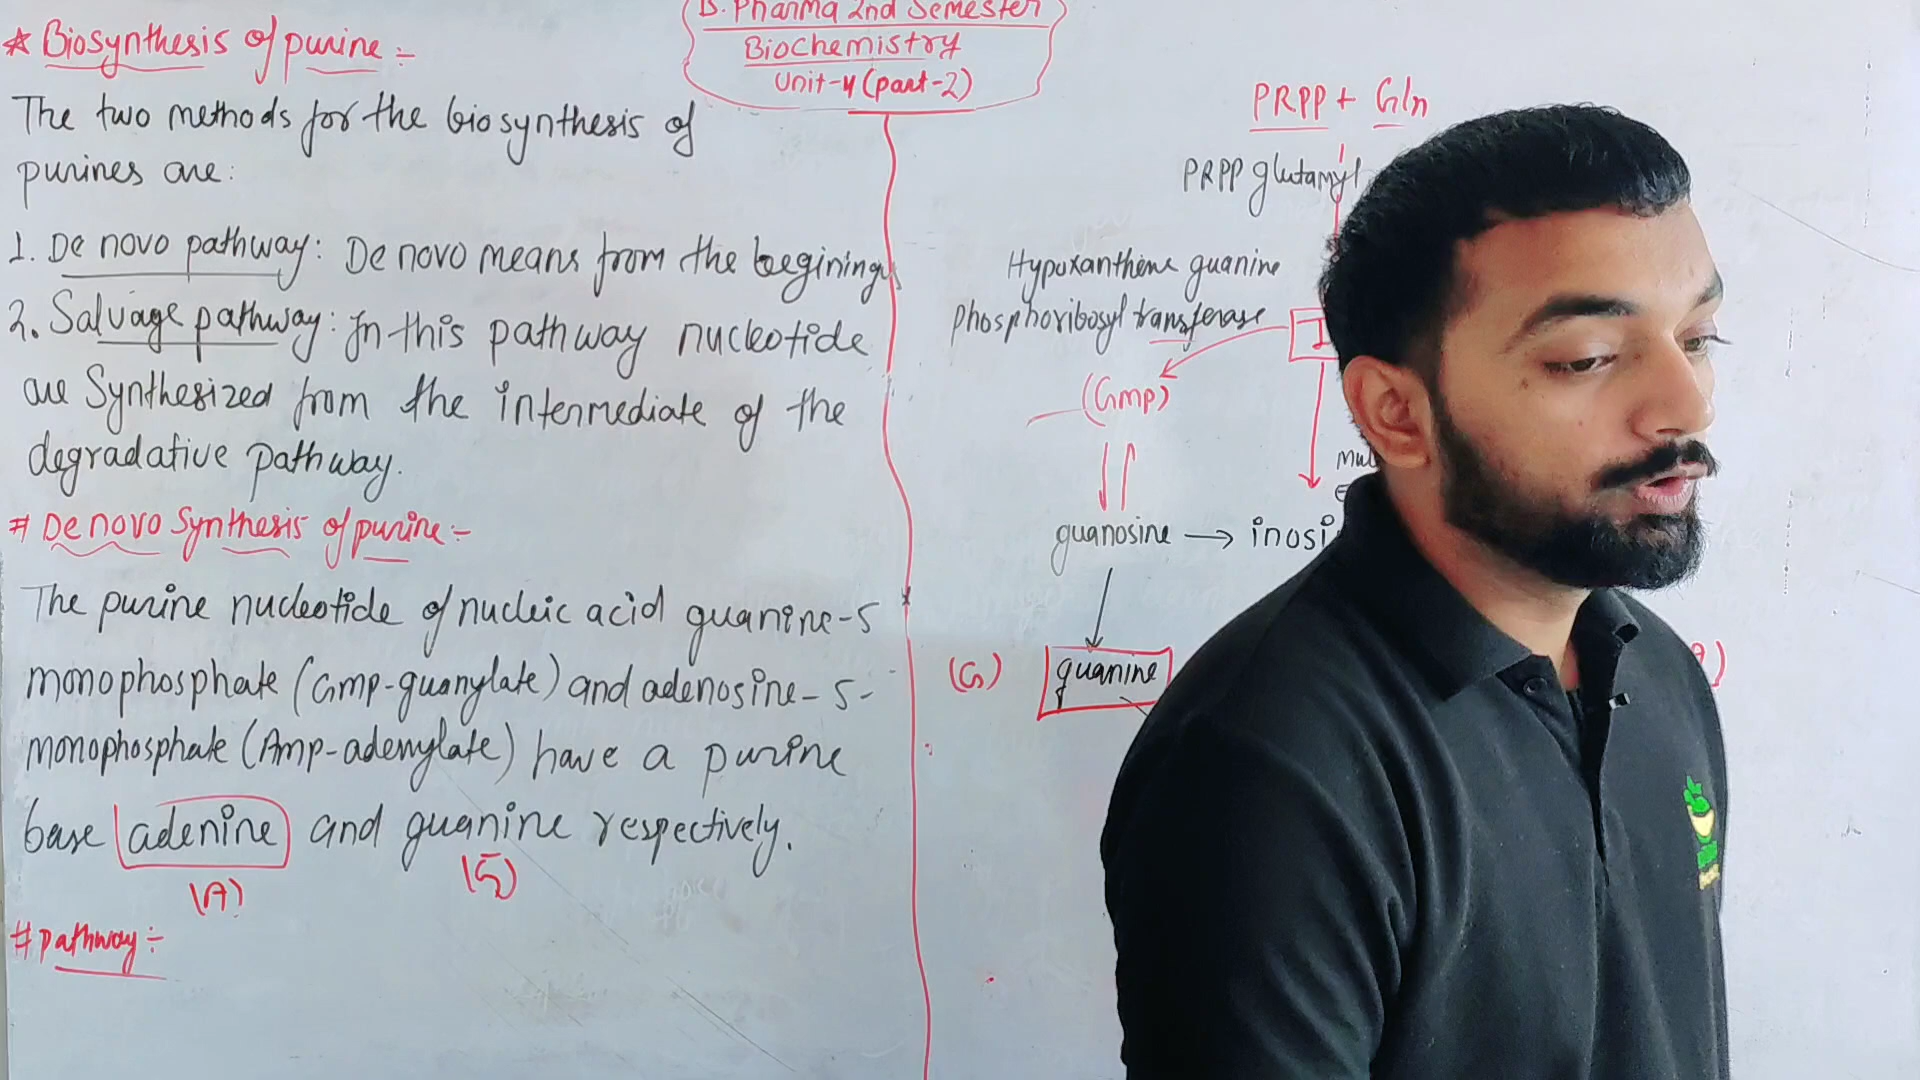 B. Pharma 2nd Semester
Biochemistry
Unit-4 (part-2)
* Biosynthesis of purine :-
The two methods for the biosynthesis of
purines are:
1. De novo pathway: De novo means from the begining
2. Salvage pathway: In this pathway nucleotide
are Synthesized from the intermediate of the
degradative pathway.
# De novo Synthesis of purine:-
The purine nucleotide of nucleic acid guanine-5
monophosphate (Gmp-guanylate) and adenosine-5-
monophosphate (Amp-adenylate) have a purine
base adenine and guanine respectively.
(A) (G)
# pathway :-
PRPP + Gln
PRPP glutamyl
Hypoxanthene guanine
phosphoribosyl transferase
(Gmp)
guanosine → inosi
(G) guanine